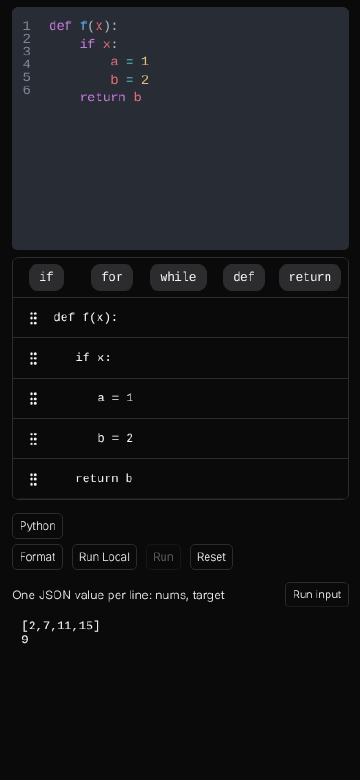 1 def f(x):
2     if x:
3         a = 1
4         b = 2
5     return b
6
if for while def return
def f(x):
if x:
a = 1
b = 2
return b
Python
Format Run Local Run Reset
One JSON value per line: nums, target Run input
[2,7,11,15]
9